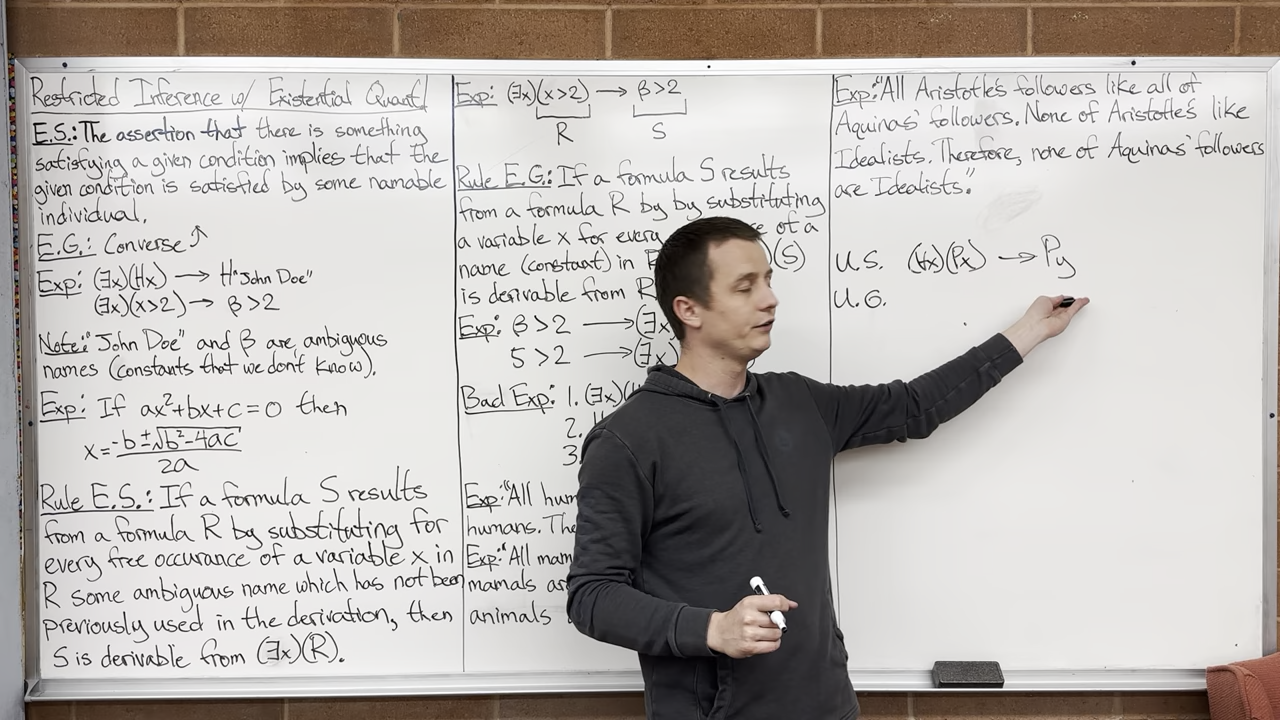 Restricted Inference w/ Existential Quant.
E.S.: The assertion that there is something
satisfying a given condition implies that the
given condition is satisfied by some namable
individual.
E.G.: Converse ↑
Exp: (∃x)(Hx) → H"John Doe"
(∃x)(x>2) → β>2
Note: "John Doe" and β are ambiguous
names (constants that we don't know).
Exp: If ax²+bx+c=0 then
x = -b±√b²-4ac
2a
Rule E.S.: If a formula S results
from a formula R by substituting for
every free occurance of a variable x in
R some ambiguous name which has not been
previously used in the derivation, then
S is derivable from (∃x)(R).
Exp: (∃x)(x>2) → β>2
R S
Rule E.G.: If a formula S results
from a formula R by by substituting
a variable x for every of a
name (constant) in (S)
is derivable from R
Exp: β>2 → (∃x
5>2 → (∃x
Bad Exp: 1. (∃x)(
2.
3.
Exp: "All hum
humans. The
Exp: "All mam
mamals ar
animals
Exp: "All Aristotle's followers like all of
Aquinas' followers. None of Aristotle's like
Idealists. Therefore, none of Aquinas' followers
are Idealists."
U.S. (∀x)(Px) → Py
U.G.